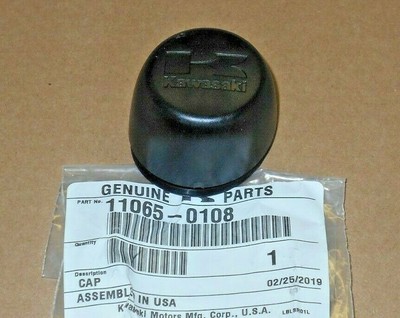 Kawasaki
GENUINE K PARTS
PART No. 11065-0108
Quantity
1
Description
CAP 02/25/2019
ASSEMBLED IN USA
Kawasaki Motors Mfg. Corp., U.S.A.